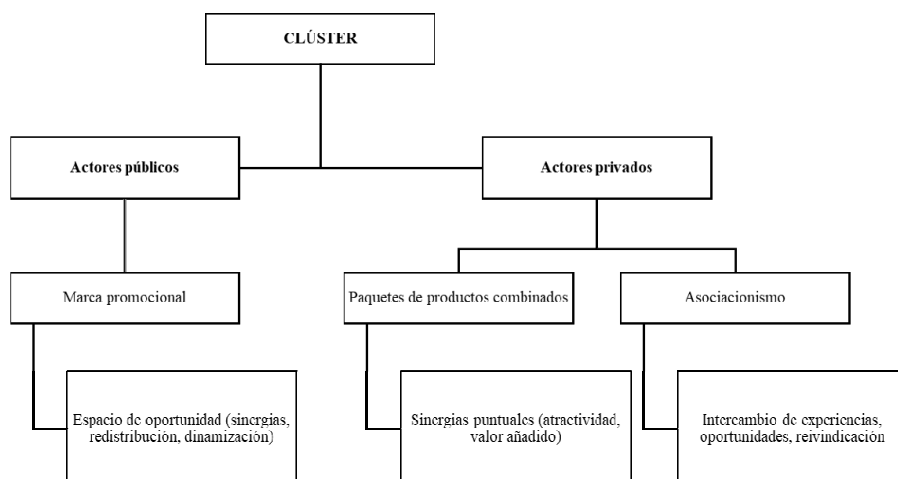 CLÚSTER
Actores públicos
Actores privados
Marca promocional
Paquetes de productos combinados
Asociacionismo
Espacio de oportunidad (sinergias,
redistribución, dinamización)
Sinergias puntuales (atractividad,
valor añadido)
Intercambio de experiencias,
oportunidades, reivindicación